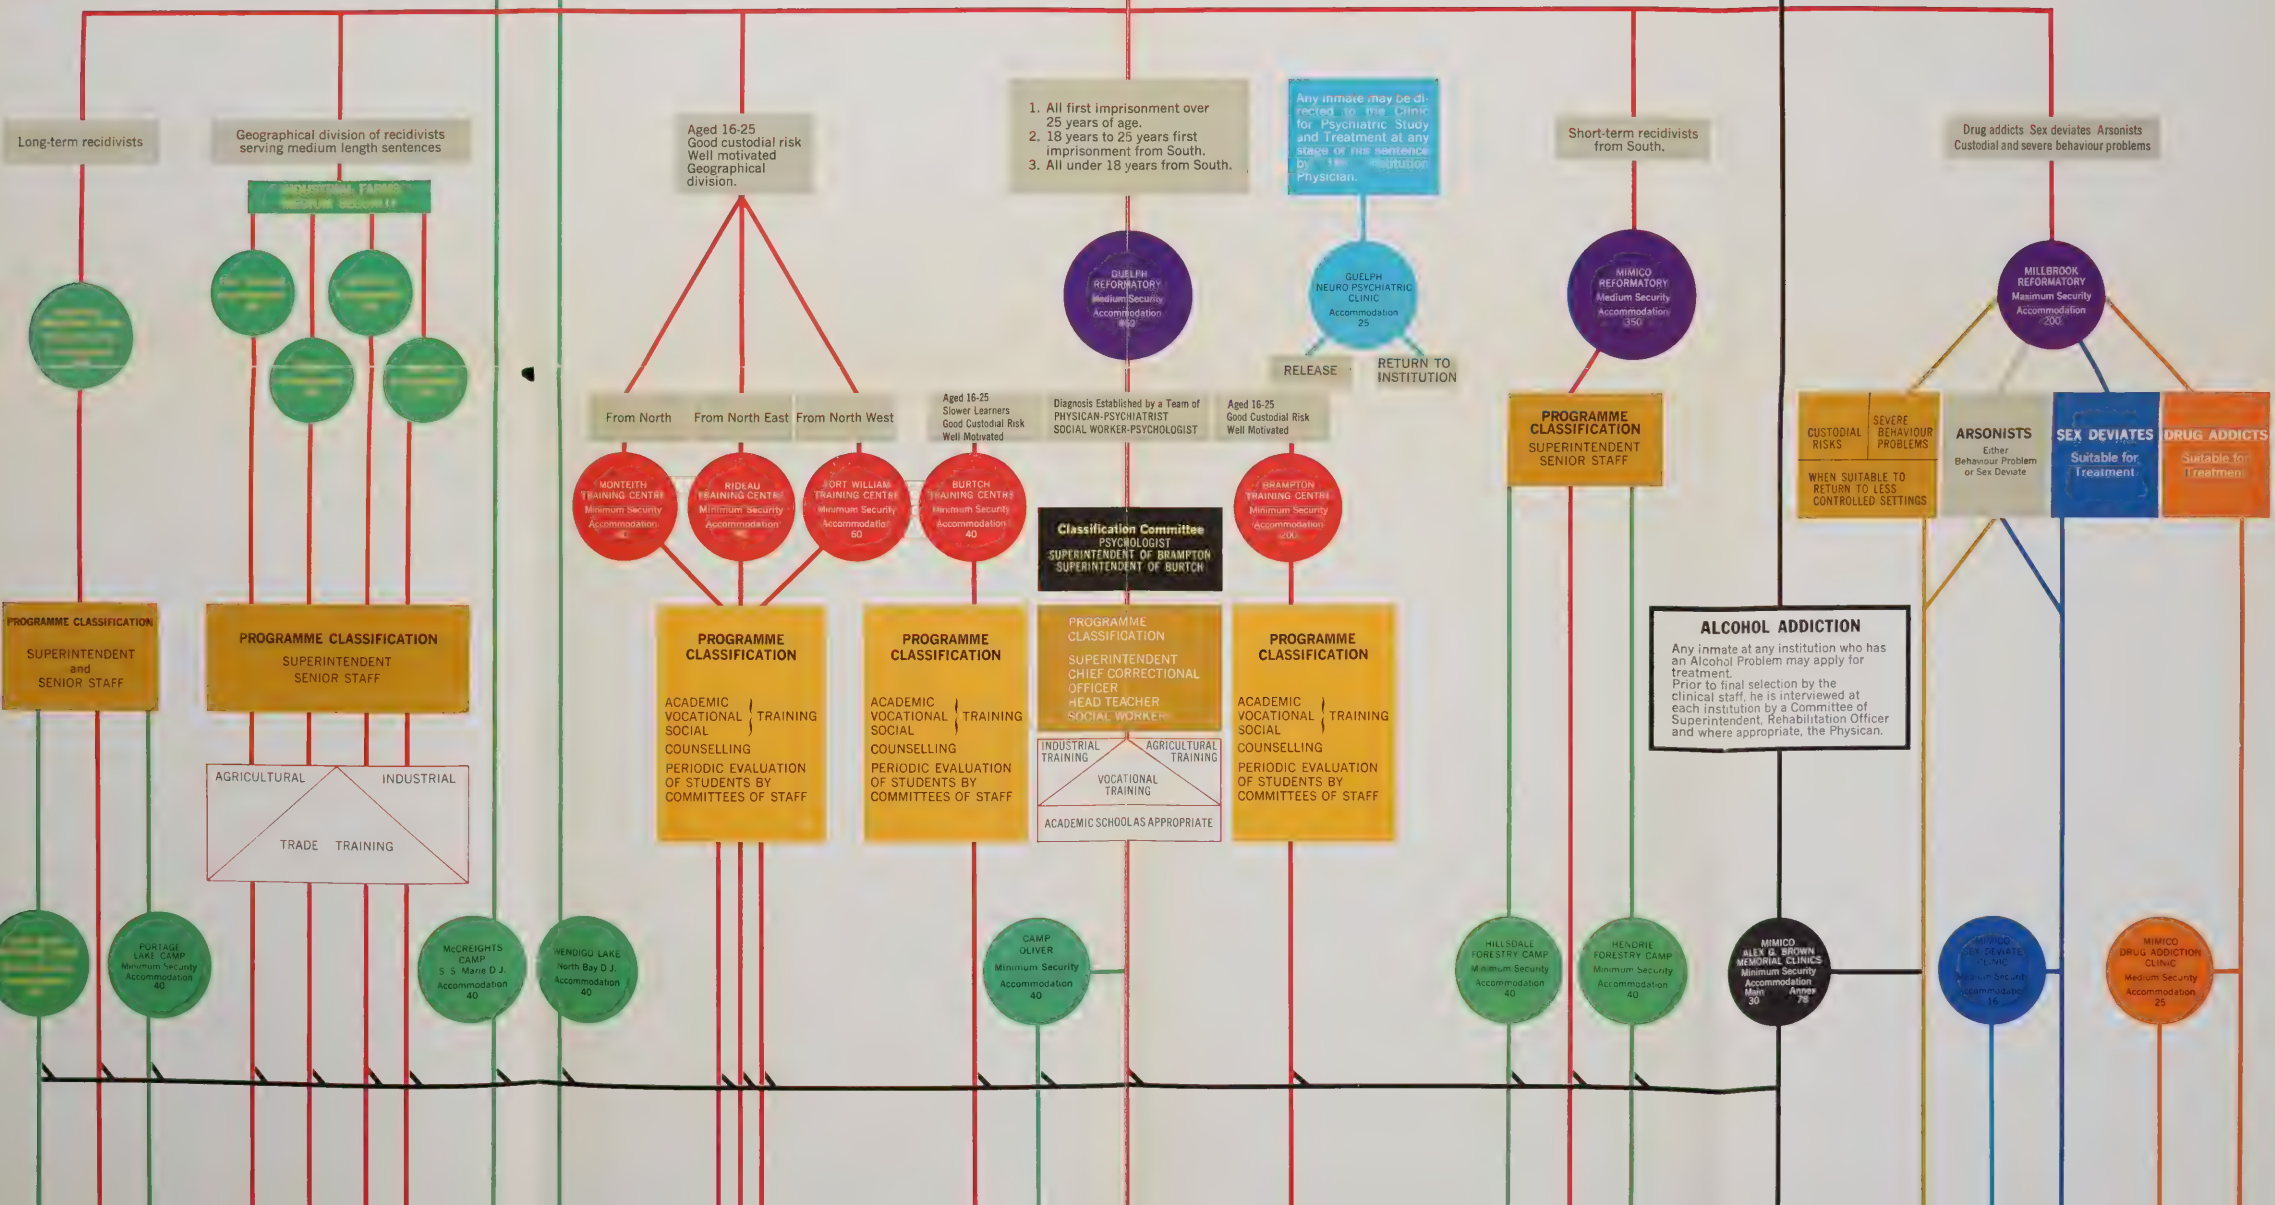 Long-term recidivists
Geographical division of recidivists
serving medium length sentences
INDUSTRIAL FARMS
MEDIUM SECURITY
Aged 16-25
Good custodial risk
Well motivated
Geographical
division.
1. All first imprisonment over
25 years of age.
2. 18 years to 25 years first
imprisonment from South.
3. All under 18 years from South.
Any inmate may be di-
rected to the Clinic
for Psychiatric Study
and Treatment at any
stage of his sentence
by the Institution
Physician.
Short-term recidivists
from South.
Drug addicts Sex deviates Arsonists
Custodial and severe behaviour problems
GUELPH
REFORMATORY
Medium Security
Accommodation
GUELPH
NEURO PSYCHIATRIC
CLINIC
Accommodation
25
RELEASE
RETURN TO
INSTITUTION
MIMICO
REFORMATORY
Medium Security
Accommodation
350
MILLBROOK
REFORMATORY
Maximum Security
Accommodation
200
From North
From North East
From North West
Aged 16-25
Slower Learners
Good Custodial Risk
Well Motivated
Diagnosis Established by a Team of
PHYSICAN-PSYCHIATRIST
SOCIAL WORKER-PSYCHOLOGIST
Aged 16-25
Good Custodial Risk
Well Motivated
PROGRAMME
CLASSIFICATION
SUPERINTENDENT
SENIOR STAFF
CUSTODIAL
RISKS
SEVERE
BEHAVIOUR
PROBLEMS
WHEN SUITABLE TO
RETURN TO LESS
CONTROLLED SETTINGS
ARSONISTS
Either
Behaviour Problem
or Sex Deviate
SEX DEVIATES
Suitable for
Treatment
DRUG ADDICTS
Suitable for
Treatment
MONTEITH
TRAINING CENTRE
Minimum Security
Accommodation
RIDEAU
TRAINING CENTRE
Minimum Security
Accommodation
FORT WILLIAM
TRAINING CENTRE
Minimum Security
Accommodation
60
BURTCH
TRAINING CENTRE
Minimum Security
Accommodation
40
BRAMPTON
TRAINING CENTRE
Minimum Security
Accommodation
200
Classification Committee
PSYCHOLOGIST
SUPERINTENDENT OF BRAMPTON
SUPERINTENDENT OF BURTCH
PROGRAMME CLASSIFICATION
SUPERINTENDENT
and
SENIOR STAFF
PROGRAMME CLASSIFICATION
SUPERINTENDENT
SENIOR STAFF
PROGRAMME
CLASSIFICATION
ACADEMIC
VOCATIONAL TRAINING
SOCIAL
COUNSELLING
PERIODIC EVALUATION
OF STUDENTS BY
COMMITTEES OF STAFF
PROGRAMME
CLASSIFICATION
ACADEMIC
VOCATIONAL TRAINING
SOCIAL
COUNSELLING
PERIODIC EVALUATION
OF STUDENTS BY
COMMITTEES OF STAFF
PROGRAMME
CLASSIFICATION
SUPERINTENDENT
CHIEF CORRECTIONAL
OFFICER
HEAD TEACHER
SOCIAL WORKER
INDUSTRIAL
TRAINING
AGRICULTURAL
TRAINING
VOCATIONAL
TRAINING
ACADEMIC SCHOOL AS APPROPRIATE
PROGRAMME
CLASSIFICATION
ACADEMIC
VOCATIONAL TRAINING
SOCIAL
COUNSELLING
PERIODIC EVALUATION
OF STUDENTS BY
COMMITTEES OF STAFF
ALCOHOL ADDICTION
Any inmate at any institution who has
an Alcohol Problem may apply for
treatment.
Prior to final selection by the
clinical staff, he is interviewed at
each institution by a Committee of
Superintendent, Rehabilitation Officer
and where appropriate, the Physican.
AGRICULTURAL
INDUSTRIAL
TRADE TRAINING
PORTAGE
LAKE CAMP
Minimum Security
Accommodation
40
McCREIGHTS
CAMP
S. S. Marie D J.
Accommodation
40
WENDIGO LAKE
North Bay D J.
Accommodation
40
CAMP
OLIVER
Minimum Security
Accommodation
40
HILLSDALE
FORESTRY CAMP
Minimum Security
Accommodation
40
HENDRIE
FORESTRY CAMP
Minimum Security
Accommodation
40
MIMICO
ALEX G. BROWN
MEMORIAL CLINICS
Minimum Security
Accommodation
Main Annex
30 78
MIMICO
SEX DEVIATE
CLINIC
Medium Security
Accommodation
16
MIMICO
DRUG ADDICTION
CLINIC
Medium Security
Accommodation
25